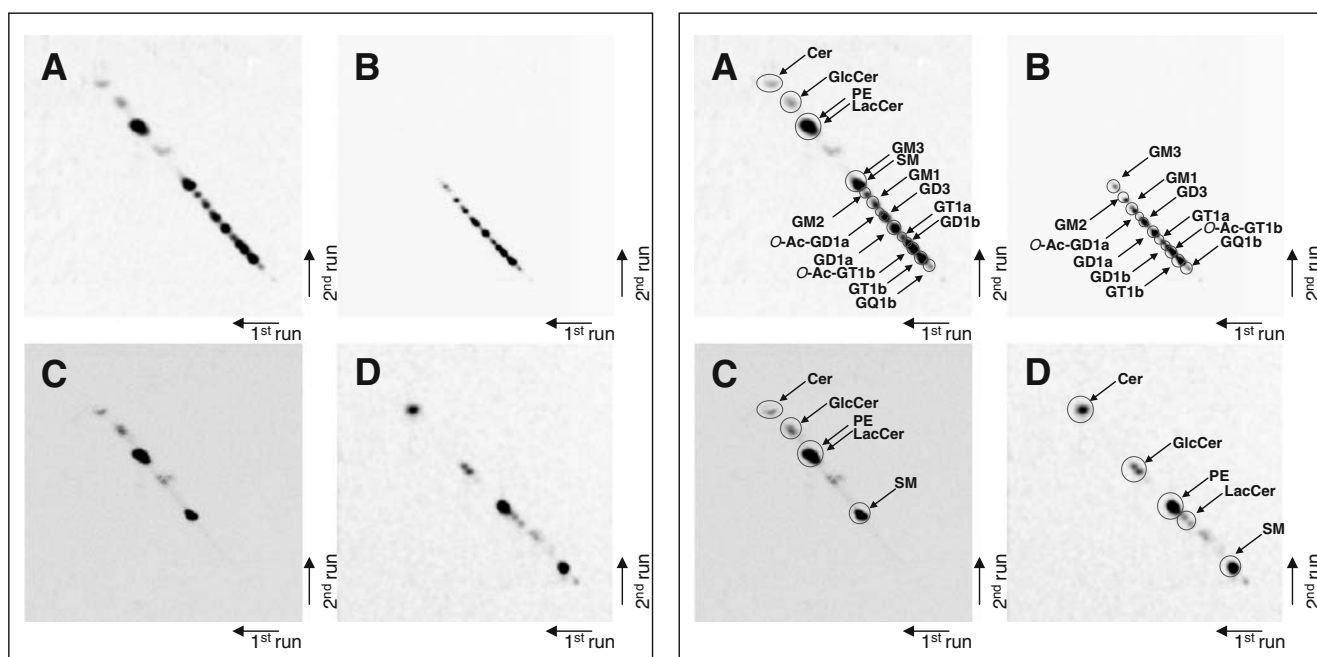 A
B
2nd run
1st run
2nd run
1st run
C
D
2nd run
1st run
2nd run
1st run
A
Cer
GlcCer
PE
LacCer
GM3
SM
GM1
GD3
GT1a
GD1b
GM2
O-Ac-GD1a
GD1a
O-Ac-GT1b
GT1b
GQ1b
2nd run
1st run
B
GM3
GM1
GD3
GT1a
O-Ac-GT1b
GQ1b
GM2
O-Ac-GD1a
GD1a
GD1b
GT1b
2nd run
1st run
C
Cer
GlcCer
PE
LacCer
SM
2nd run
1st run
D
Cer
GlcCer
PE
LacCer
SM
2nd run
1st run